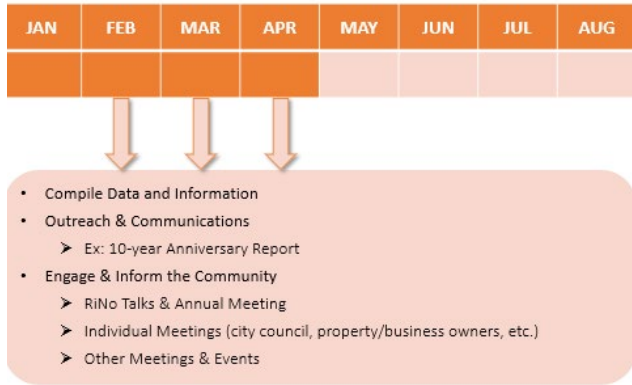 JAN FEB MAR APR MAY JUN JUL AUG
• Compile Data and Information
• Outreach & Communications
➤ Ex: 10-year Anniversary Report
• Engage & Inform the Community
➤ RiNo Talks & Annual Meeting
➤ Individual Meetings (city council, property/business owners, etc.)
➤ Other Meetings & Events